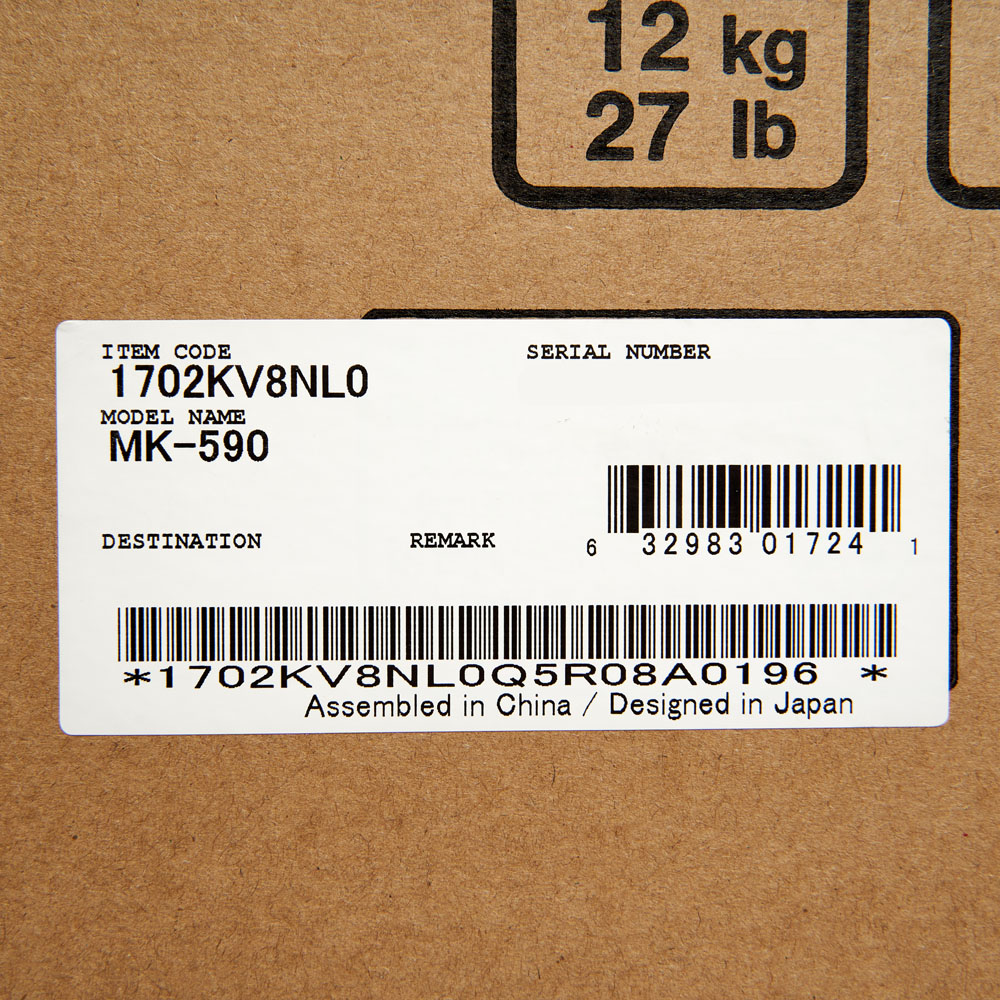 12 kg
27 lb
ITEM CODE
1702KV8NL0
SERIAL NUMBER
MODEL NAME
MK-590
DESTINATION
REMARK
6 32983 01724 1
*1702KV8NL0Q5R08A0196 *
Assembled in China / Designed in Japan